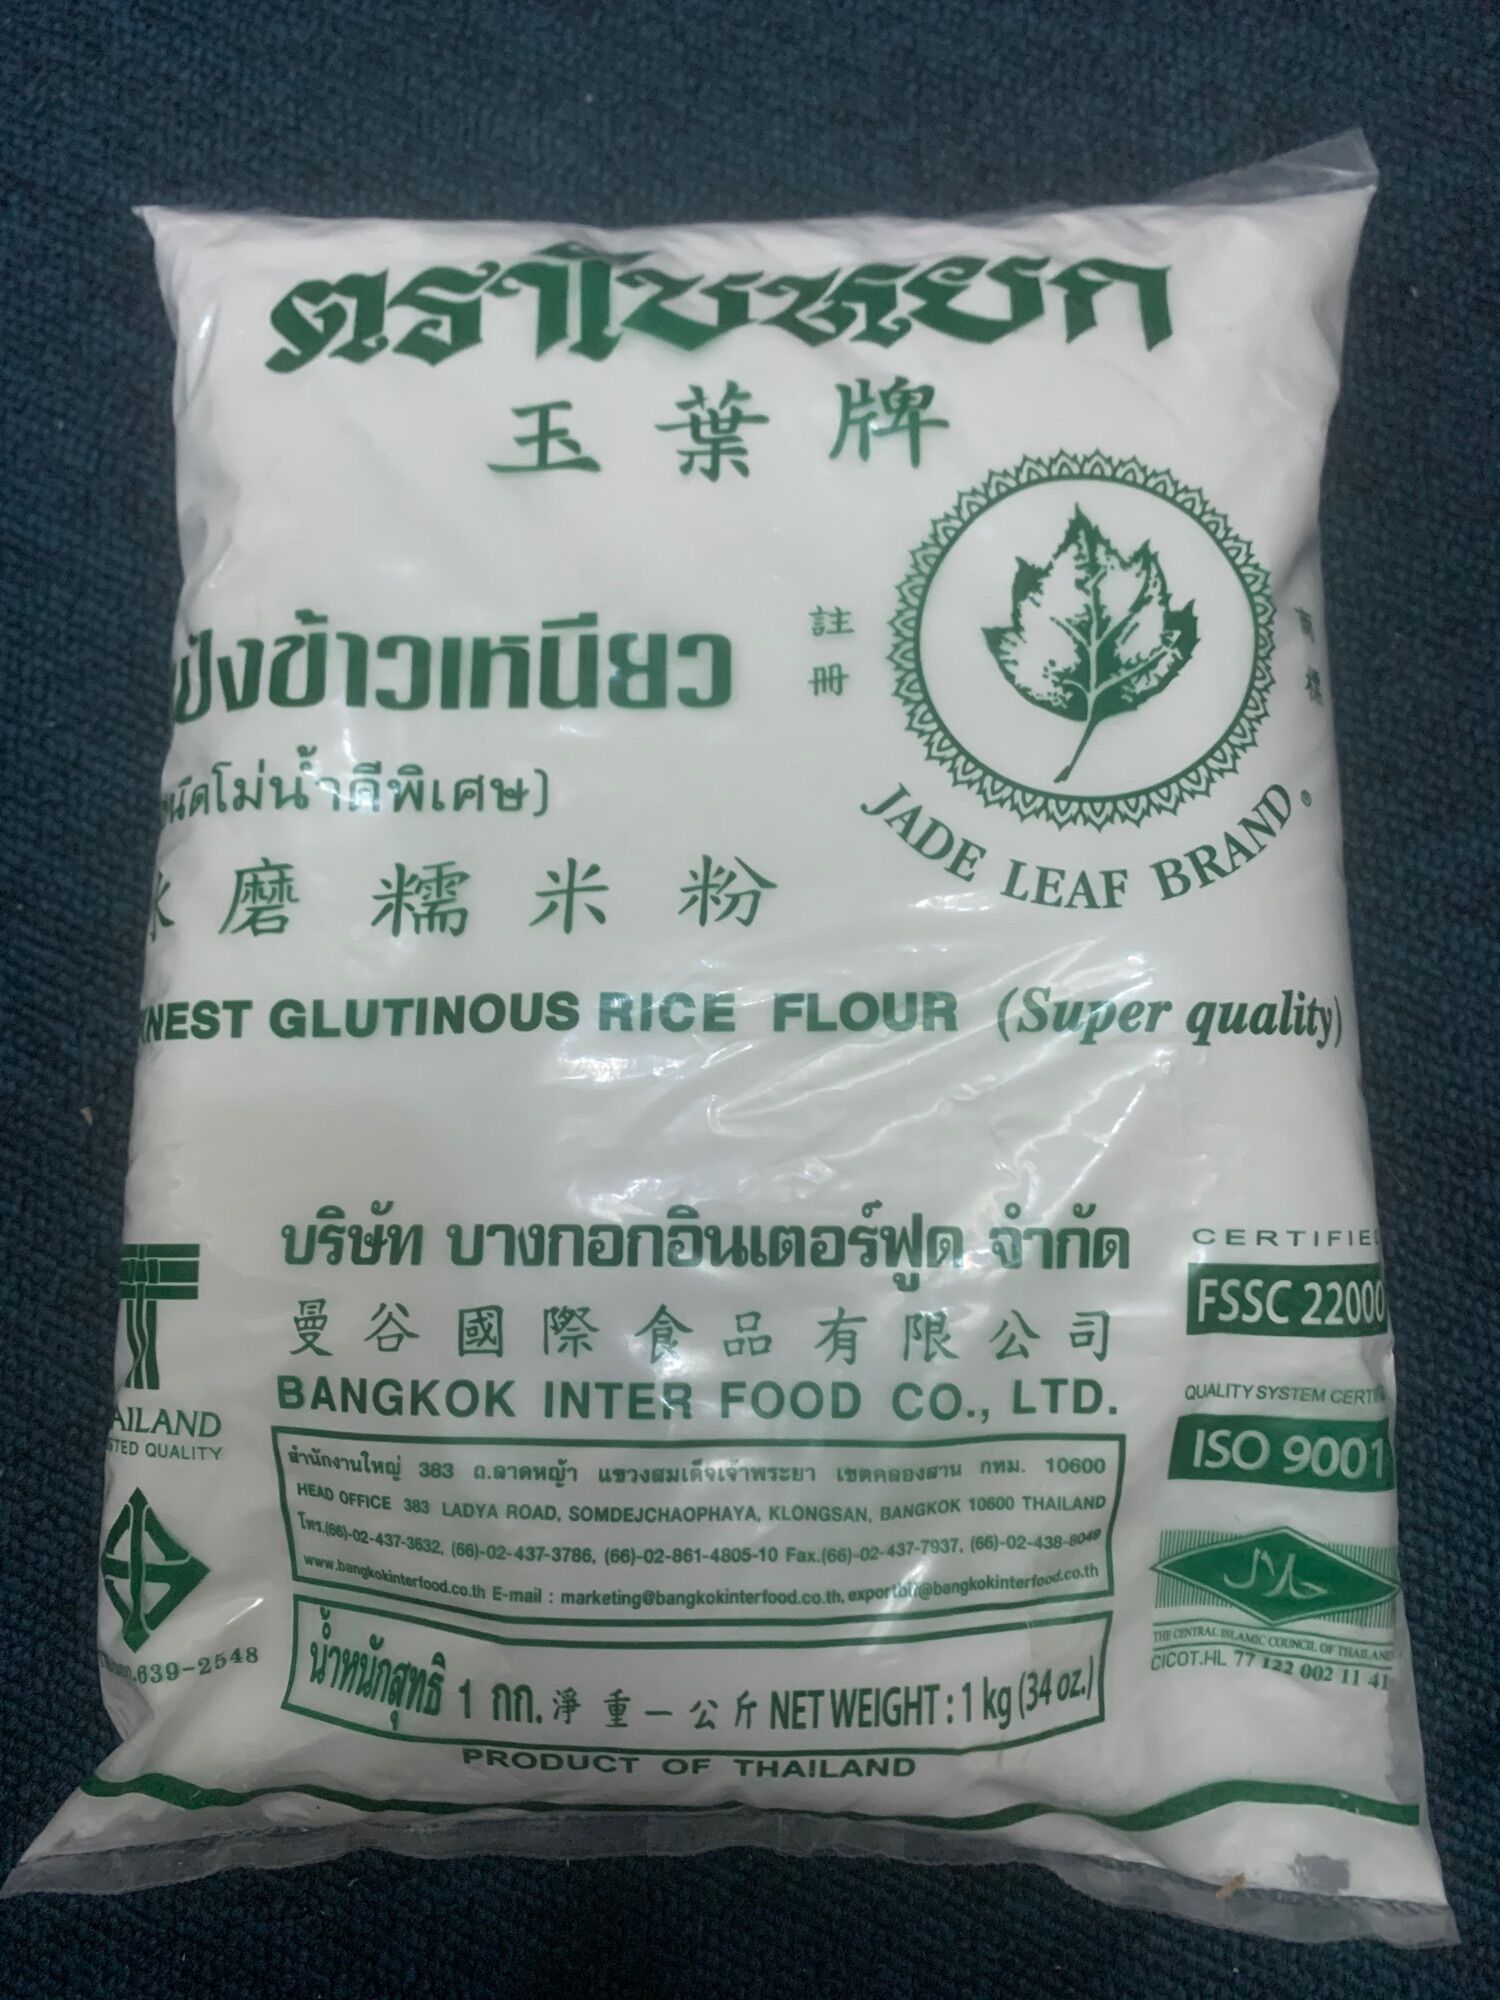 ตราใบหยก
玉葉牌
註冊
商標
JADE LEAF BRAND®
แป้งข้าวเหนียว
ชนิดโม่น้ำดีพิเศษ)
水磨糯米粉
INEST GLUTINOUS RICE FLOUR (Super quality)
บริษัท บางกอกอินเตอร์ฟูด จำกัด
曼谷國際食品有限公司
BANGKOK INTER FOOD CO., LTD.
สำนักงานใหญ่ 383 ถ.ลาดหญ้า แขวงสมเด็จเจ้าพระยา เขตคลองสาน กทม. 10600
HEAD OFFICE 383 LADYA ROAD, SOMDEJCHAOPHAYA, KLONGSAN, BANGKOK 10600 THAILAND
โทร.(66)-02-437-3632, (66)-02-437-3786, (66)-02-861-4805-10 Fax.(66)-02-437-7937, (66)-02-438-8049
www.bangkokinterfood.co.th E-mail : marketing@bangkokinterfood.co.th, exportbif@bangkokinterfood.co.th
น้ำหนักสุทธิ 1 กก. 淨重一公斤 NET WEIGHT : 1 kg (34 oz.)
PRODUCT OF THAILAND
AILAND
STED QUALITY
639-2548
CERTIFIED
FSSC 22000
QUALITY SYSTEM CERTI
ISO 9001
حلال
THE CENTRAL ISLAMIC COUNCIL OF THAILAND
CICOT.HL 77 122 002 11 41